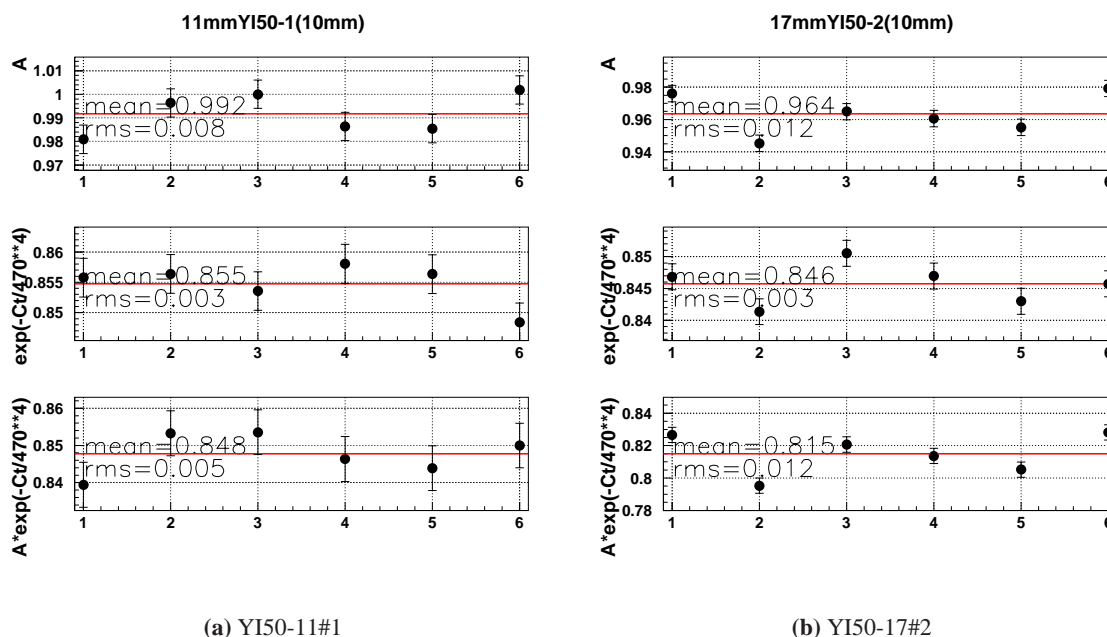 11mmYI50-1(10mm)
A
1.01
1
0.99
0.98
0.97
mean=0.992
rms=0.008
1 2 3 4 5 6
exp(-Ct/470**4)
0.86
0.855
0.85
mean=0.855
rms=0.003
1 2 3 4 5 6
A*exp(-Ct/470**4)
0.86
0.85
0.84
mean=0.848
rms=0.005
1 2 3 4 5 6
(a) YI50-11#1
17mmYI50-2(10mm)
A
0.98
0.96
0.94
mean=0.964
rms=0.012
1 2 3 4 5 6
exp(-Ct/470**4)
0.85
0.845
0.84
mean=0.846
rms=0.003
1 2 3 4 5 6
A*exp(-Ct/470**4)
0.84
0.82
0.8
0.78
mean=0.815
rms=0.012
1 2 3 4 5 6
(b) YI50-17#2